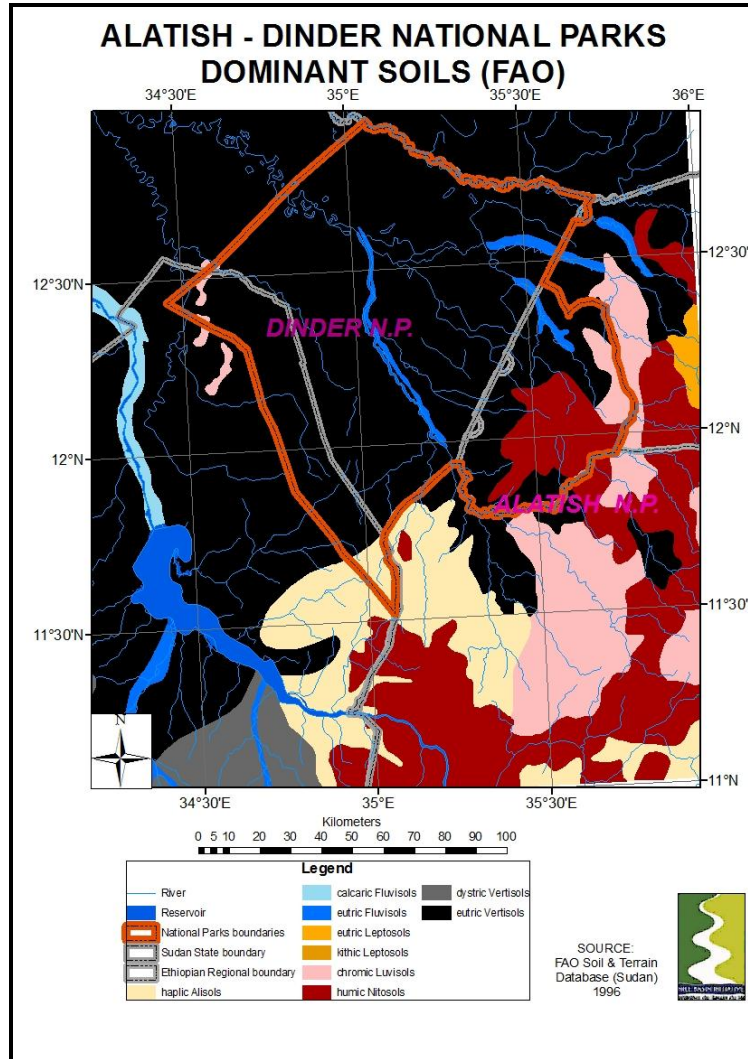 ALATISH - DINDER NATIONAL PARKS
DOMINANT SOILS (FAO)
34°30'E 35°E 35°30'E 36°E
12°30'N
12°30'N
DINDER N.P.
12°N
12°N
ALATISH N.P.
11°30'N
11°30'N
N
11°N
34°30'E 35°E 35°30'E
Kilometers
0 5 10 20 30 40 50 60 70 80 90 100
Legend
River
Reservoir
National Parks boundaries
Sudan State boundary
Ethiopian Regional boundary
haplic Alisols
calcaric Fluvisols
eutric Fluvisols
eutric Leptosols
kithic Leptosols
chromic Luvisols
humic Nitosols
dystric Vertisols
eutric Vertisols
SOURCE:
FAO Soil & Terrain
Database (Sudan)
1996
NILE BASIN INITIATIVE